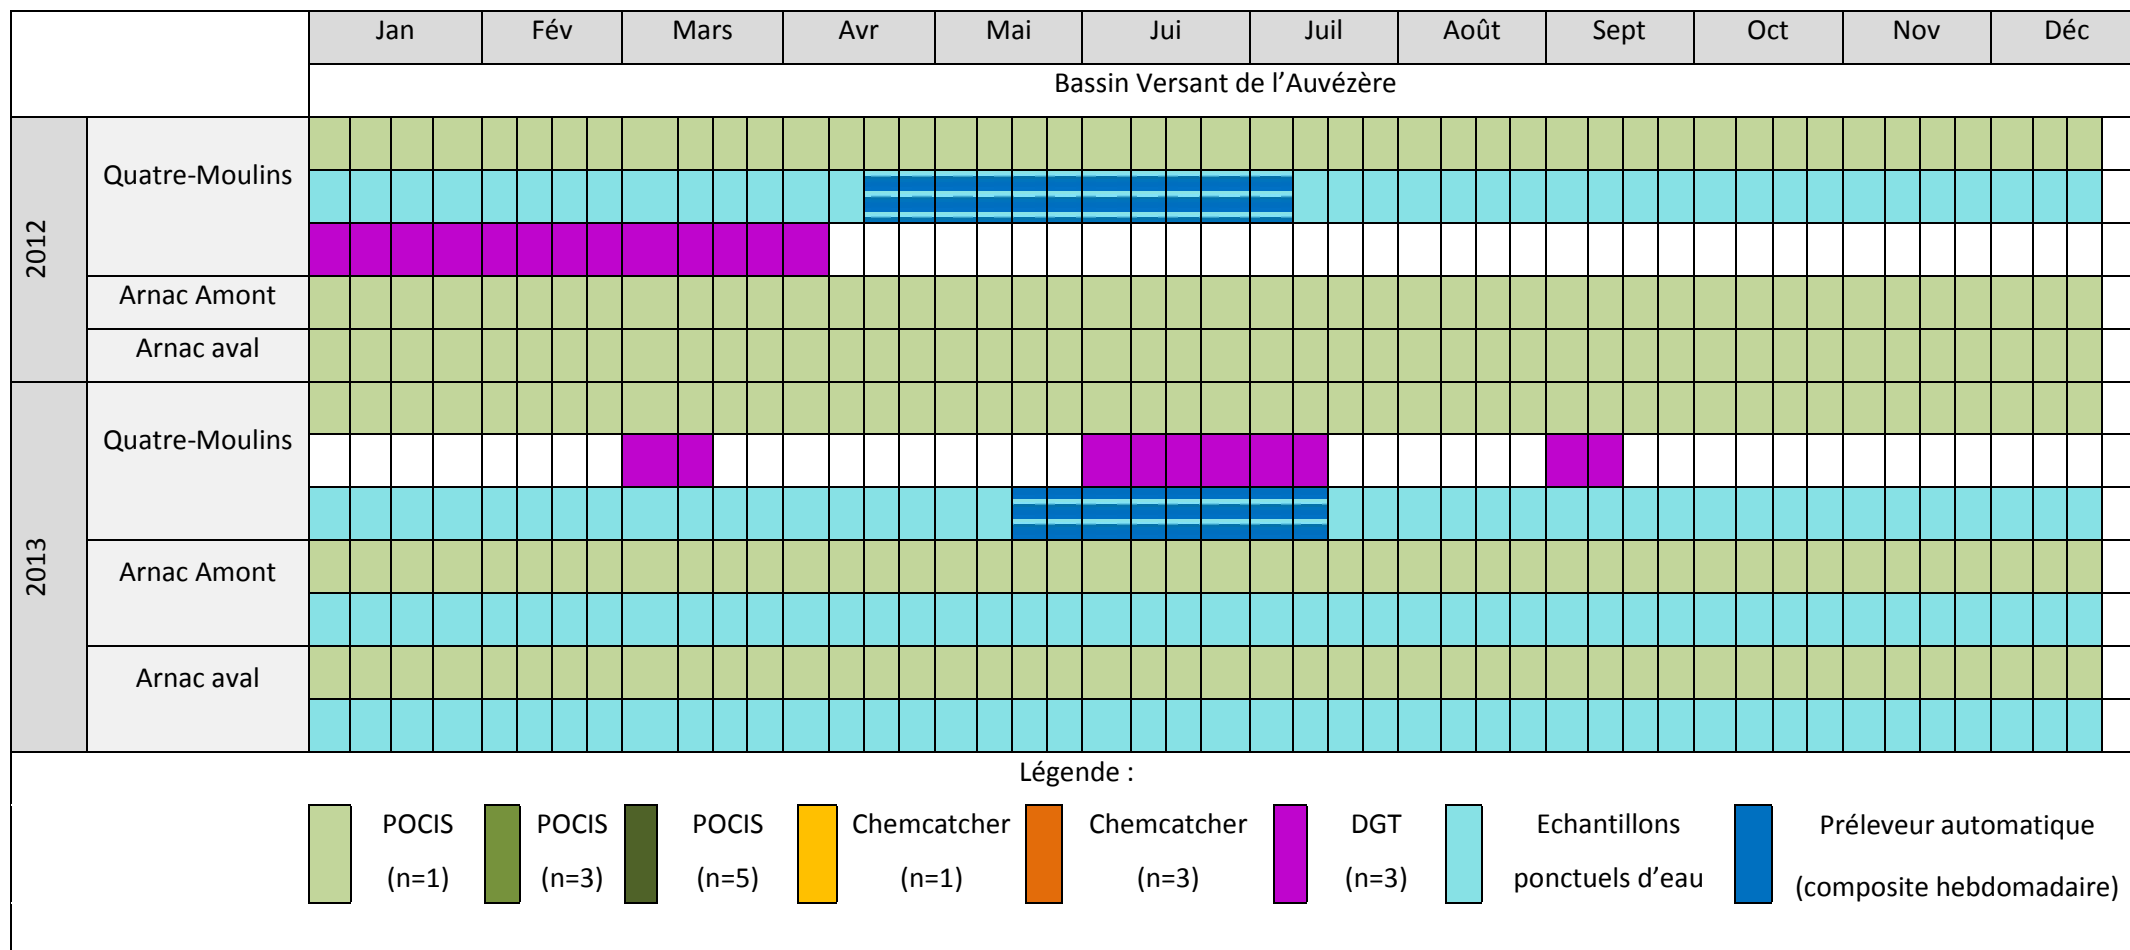 Jan Fév Mars Avr Mai Jui Juil Août Sept Oct Nov Déc
Bassin Versant de l’Auvézère
2012
Quatre-Moulins
Arnac Amont
Arnac aval
2013
Quatre-Moulins
Arnac Amont
Arnac aval
Légende :
POCIS POCIS POCIS Chemcatcher Chemcatcher DGT Echantillons Préleveur automatique
(n=1) (n=3) (n=5) (n=1) (n=3) (n=3) ponctuels d’eau (composite hebdomadaire)